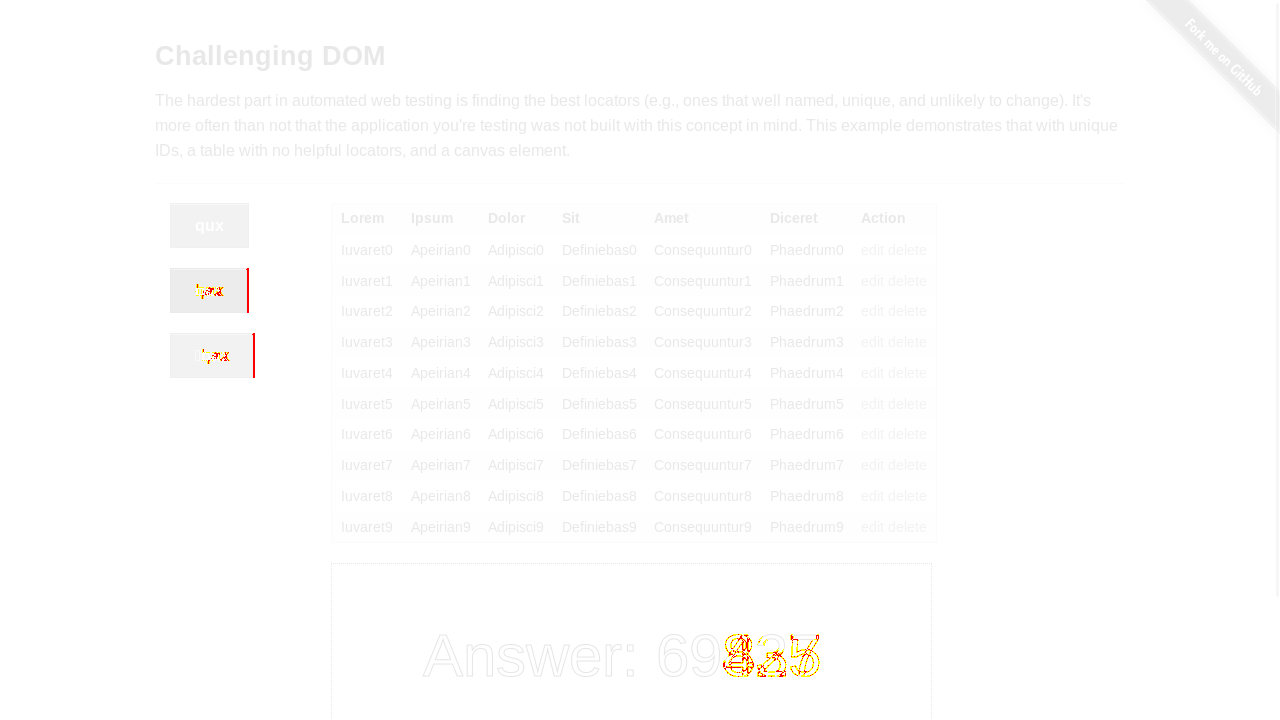 Fork me on GitHub
Challenging DOM
The hardest part in automated web testing is finding the best locators (e.g., ones that well named, unique, and unlikely to change). It's
more often than not that the application you're testing was not built with this concept in mind. This example demonstrates that with unique
IDs, a table with no helpful locators, and a canvas element.
qux
Lorem Ipsum Dolor Sit Amet Diceret Action
Iuvaret0 Apeirian0 Adipisci0 Definiebas0 Consequuntur0 Phaedrum0 edit delete
Iuvaret1 Apeirian1 Adipisci1 Definiebas1 Consequuntur1 Phaedrum1 edit delete
Iuvaret2 Apeirian2 Adipisci2 Definiebas2 Consequuntur2 Phaedrum2 edit delete
Iuvaret3 Apeirian3 Adipisci3 Definiebas3 Consequuntur3 Phaedrum3 edit delete
Iuvaret4 Apeirian4 Adipisci4 Definiebas4 Consequuntur4 Phaedrum4 edit delete
Iuvaret5 Apeirian5 Adipisci5 Definiebas5 Consequuntur5 Phaedrum5 edit delete
Iuvaret6 Apeirian6 Adipisci6 Definiebas6 Consequuntur6 Phaedrum6 edit delete
Iuvaret7 Apeirian7 Adipisci7 Definiebas7 Consequuntur7 Phaedrum7 edit delete
Iuvaret8 Apeirian8 Adipisci8 Definiebas8 Consequuntur8 Phaedrum8 edit delete
Iuvaret9 Apeirian9 Adipisci9 Definiebas9 Consequuntur9 Phaedrum9 edit delete
Answer: